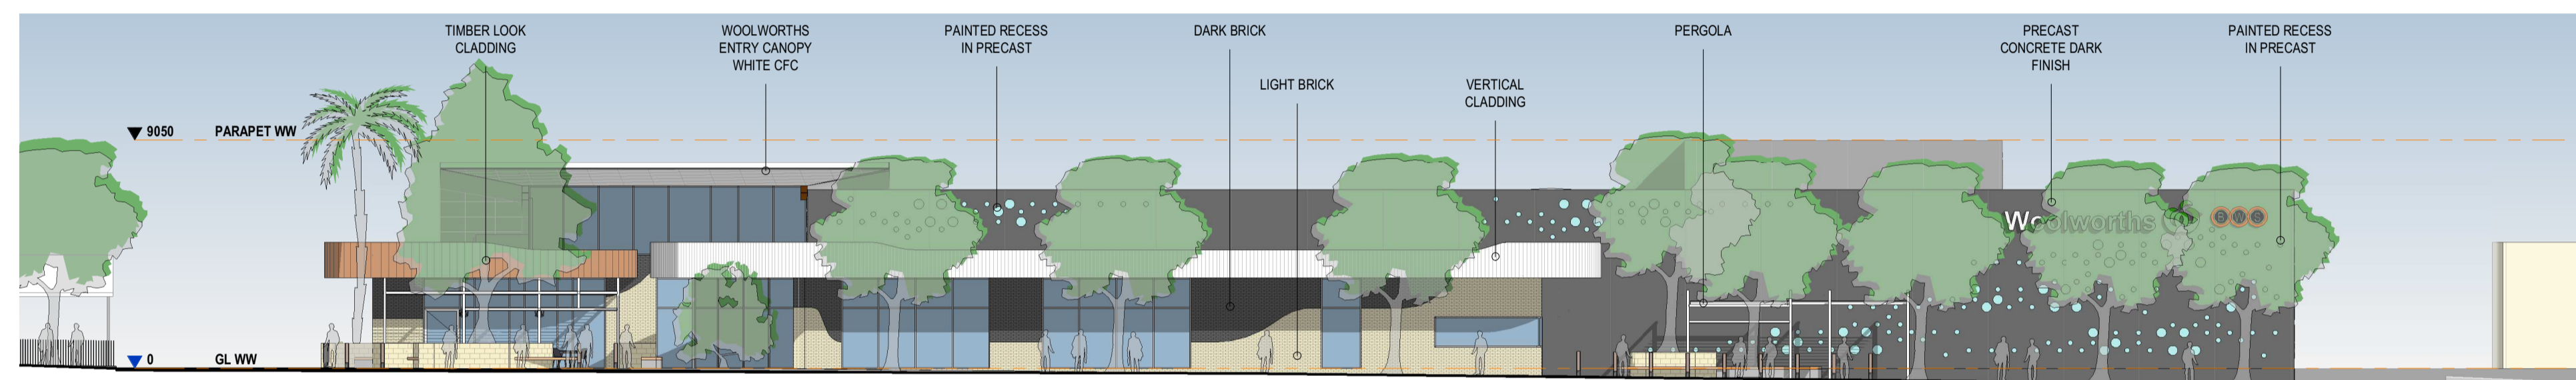 TIMBER LOOK
CLADDING
WOOLWORTHS
ENTRY CANOPY
WHITE CFC
PAINTED RECESS
IN PRECAST
DARK BRICK
LIGHT BRICK
VERTICAL
CLADDING
PERGOLA
PRECAST
CONCRETE DARK
FINISH
PAINTED RECESS
IN PRECAST
9050 PARAPET WW
Woolworths
BWS
0 GL WW